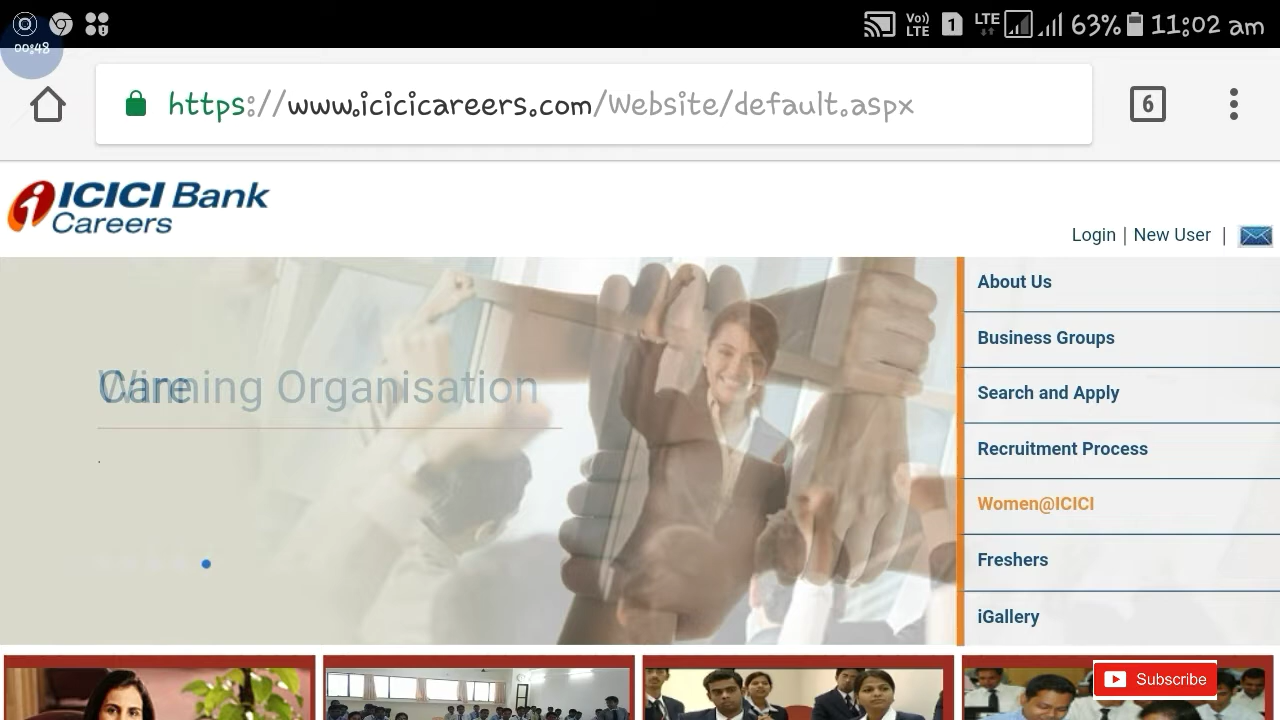 VoLTE 1 LTE 63% 11:02 am
00:48
https://www.icicicareers.com/Website/default.aspx
6
ICICI Bank
Careers
Login | New User |
About Us
Business Groups
Search and Apply
Care
Winning Organisation
Recruitment Process
Women@ICICI
Freshers
iGallery
Subscribe